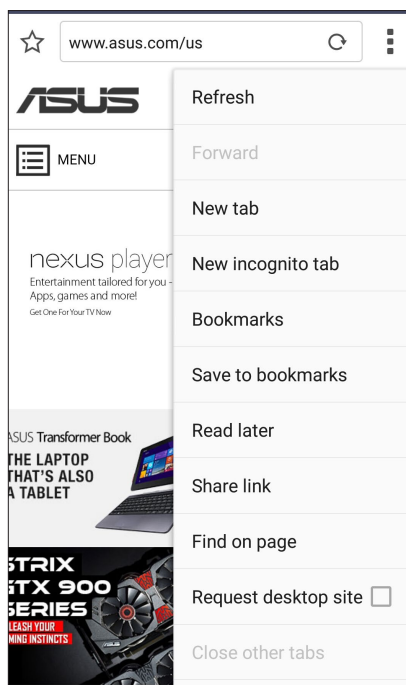 www.asus.com/us
ASUS
MENU
nexus player
Entertainment tailored for you -
Apps, games and more!
Get One For Your TV Now
ASUS Transformer Book
THE LAPTOP
THAT'S ALSO
A TABLET
STRIX
GTX 900
SERIES
LEASH YOUR
MING INSTINCTS
Refresh
Forward
New tab
New incognito tab
Bookmarks
Save to bookmarks
Read later
Share link
Find on page
Request desktop site
Close other tabs